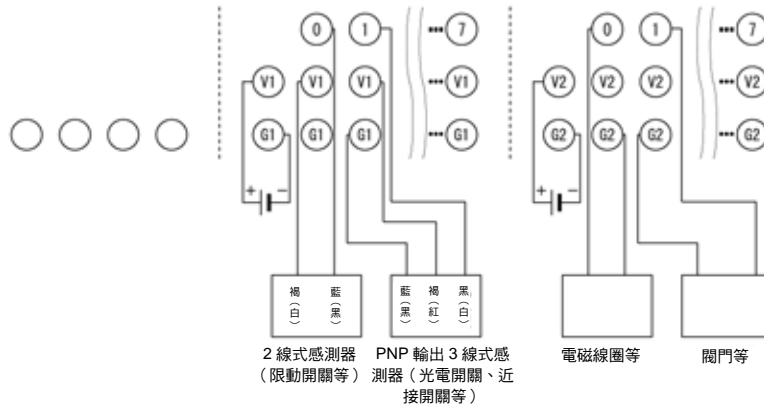 0 1 ••• 7 0 1 ••• 7
V1 V1 V1 ••• V1 V2 V2 V2 ••• V2
G1 G1 G1 ••• G1 G2 G2 G2 ••• G2
+ − + −
褐(白) 藍(黑) 藍(黑) 褐(紅) 黑(白)
2 線式感測器
(限動開關等)
PNP 輸出 3 線式感
測器(光電開關、近
接開關等)
電磁線圈等
閥門等